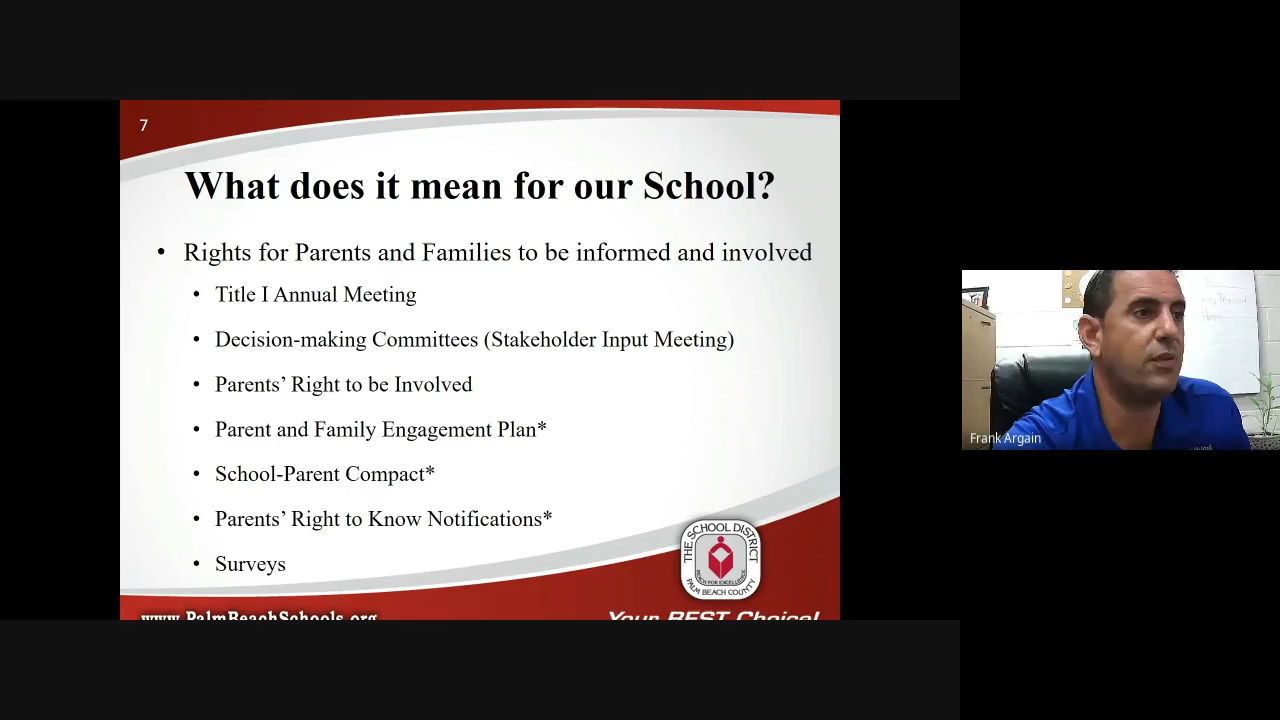 7
What does it mean for our School?
• Rights for Parents and Families to be informed and involved
• Title I Annual Meeting
• Decision-making Committees (Stakeholder Input Meeting)
• Parents’ Right to be Involved
• Parent and Family Engagement Plan*
• School-Parent Compact*
• Parents’ Right to Know Notifications*
• Surveys
THE SCHOOL DISTRICT
REACH FOR EXCELLENCE
PALM BEACH COUNTY
www.PalmBeachSchools.org
Your BEST Choice!
Frank Argain